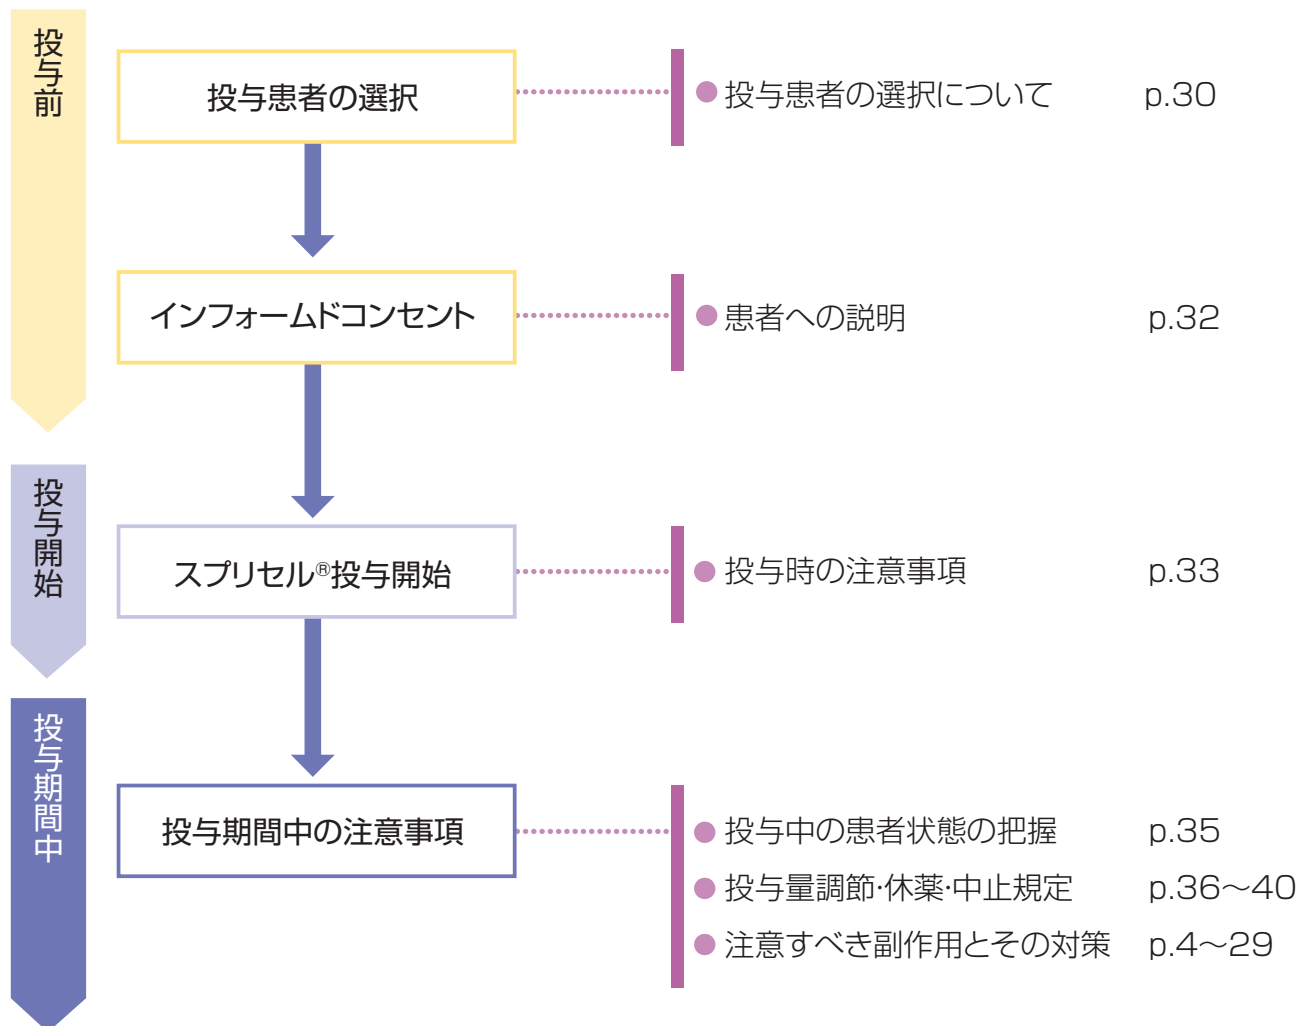 投与前
投与患者の選択
投与患者の選択について p.30
インフォームドコンセント
患者への説明 p.32
投与開始
スプリセル®投与開始
投与時の注意事項 p.33
投与期間中
投与期間中の注意事項
投与中の患者状態の把握 p.35
投与量調節・休薬・中止規定 p.36～40
注意すべき副作用とその対策 p.4～29